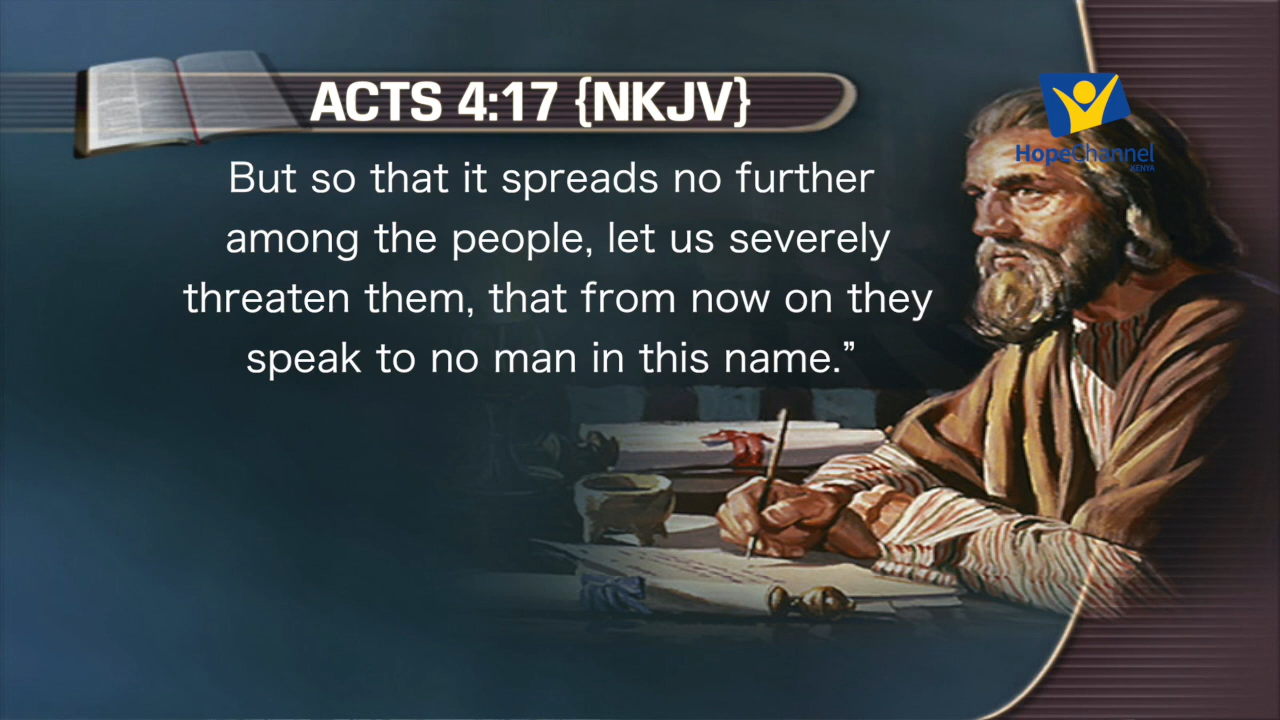 ACTS 4:17 {NKJV}
HopeChannel
KENYA
But so that it spreads no further
among the people, let us severely
threaten them, that from now on they
speak to no man in this name.”